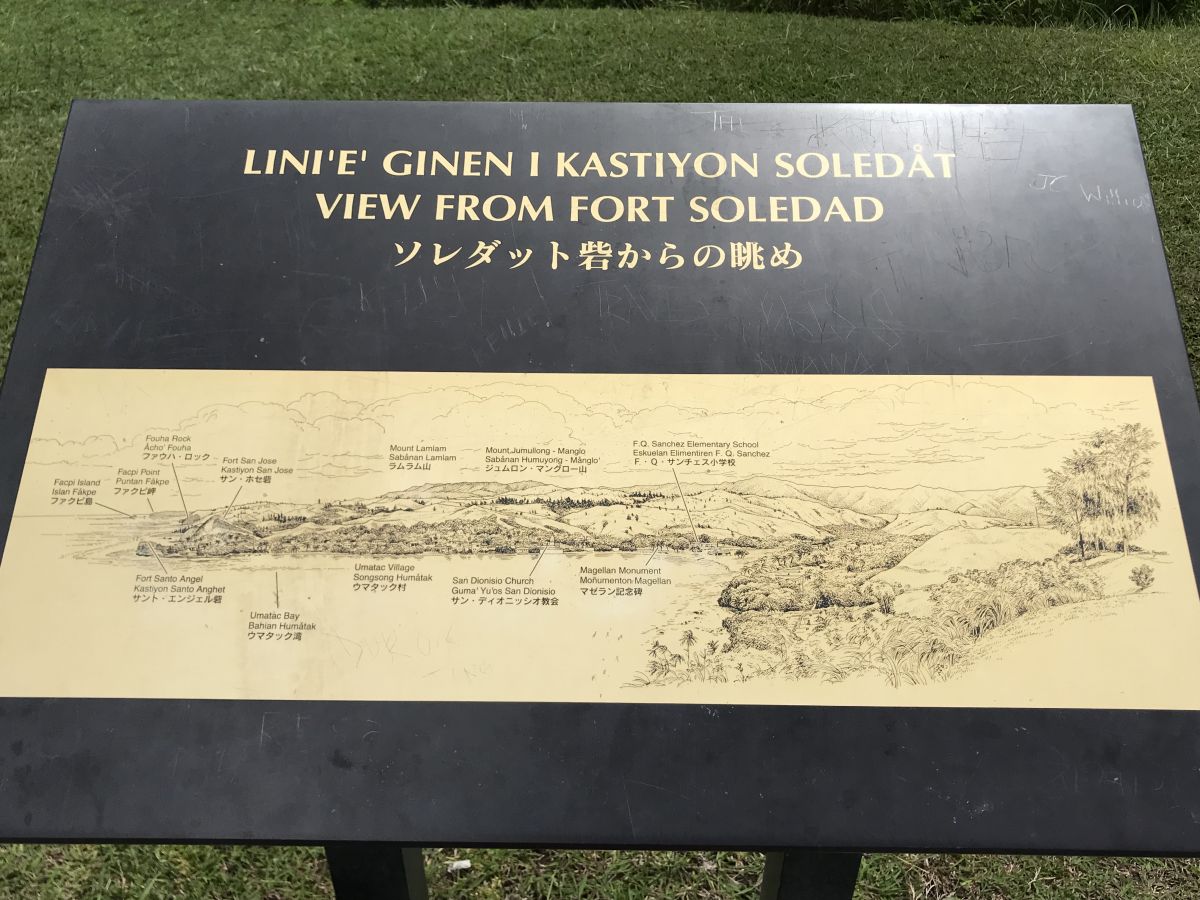 LINI'E' GINEN I KASTIYON SOLEDÅT
VIEW FROM FORT SOLEDAD
ソレダット砦からの眺め
JC
Fouha Rock
Åcho' Fouha
ファウハ・ロック
Fort San Jose
Kastiyon San Jose
サン・ホセ砦
Facpi Point
Puntan Fåkpe
ファクピ岬
Facpi Island
Islan Fåkpe
ファクピ島
Mount Lamlam
Sabånan Lamlam
ラムラム山
Mount Jumullong - Manglo
Sabånan Humuyong - Månglo'
ジュムロン・マングロー山
F.Q. Sanchez Elementary School
Eskuelan Elimentiren F. Q. Sanchez
F.・Q・サンチェス小学校
Fort Santo Angel
Kastiyon Santo Anghet
サント・エンジェル砦
Umatac Bay
Bahian Humåtak
ウマタック湾
Umatac Village
Songsong Humåtak
ウマタック村
San Dionisio Church
Guma' Yu'os San Dionisio
サン・ディオニッシオ教会
Magellan Monument
Moñumenton Magellan
マゼラン記念碑